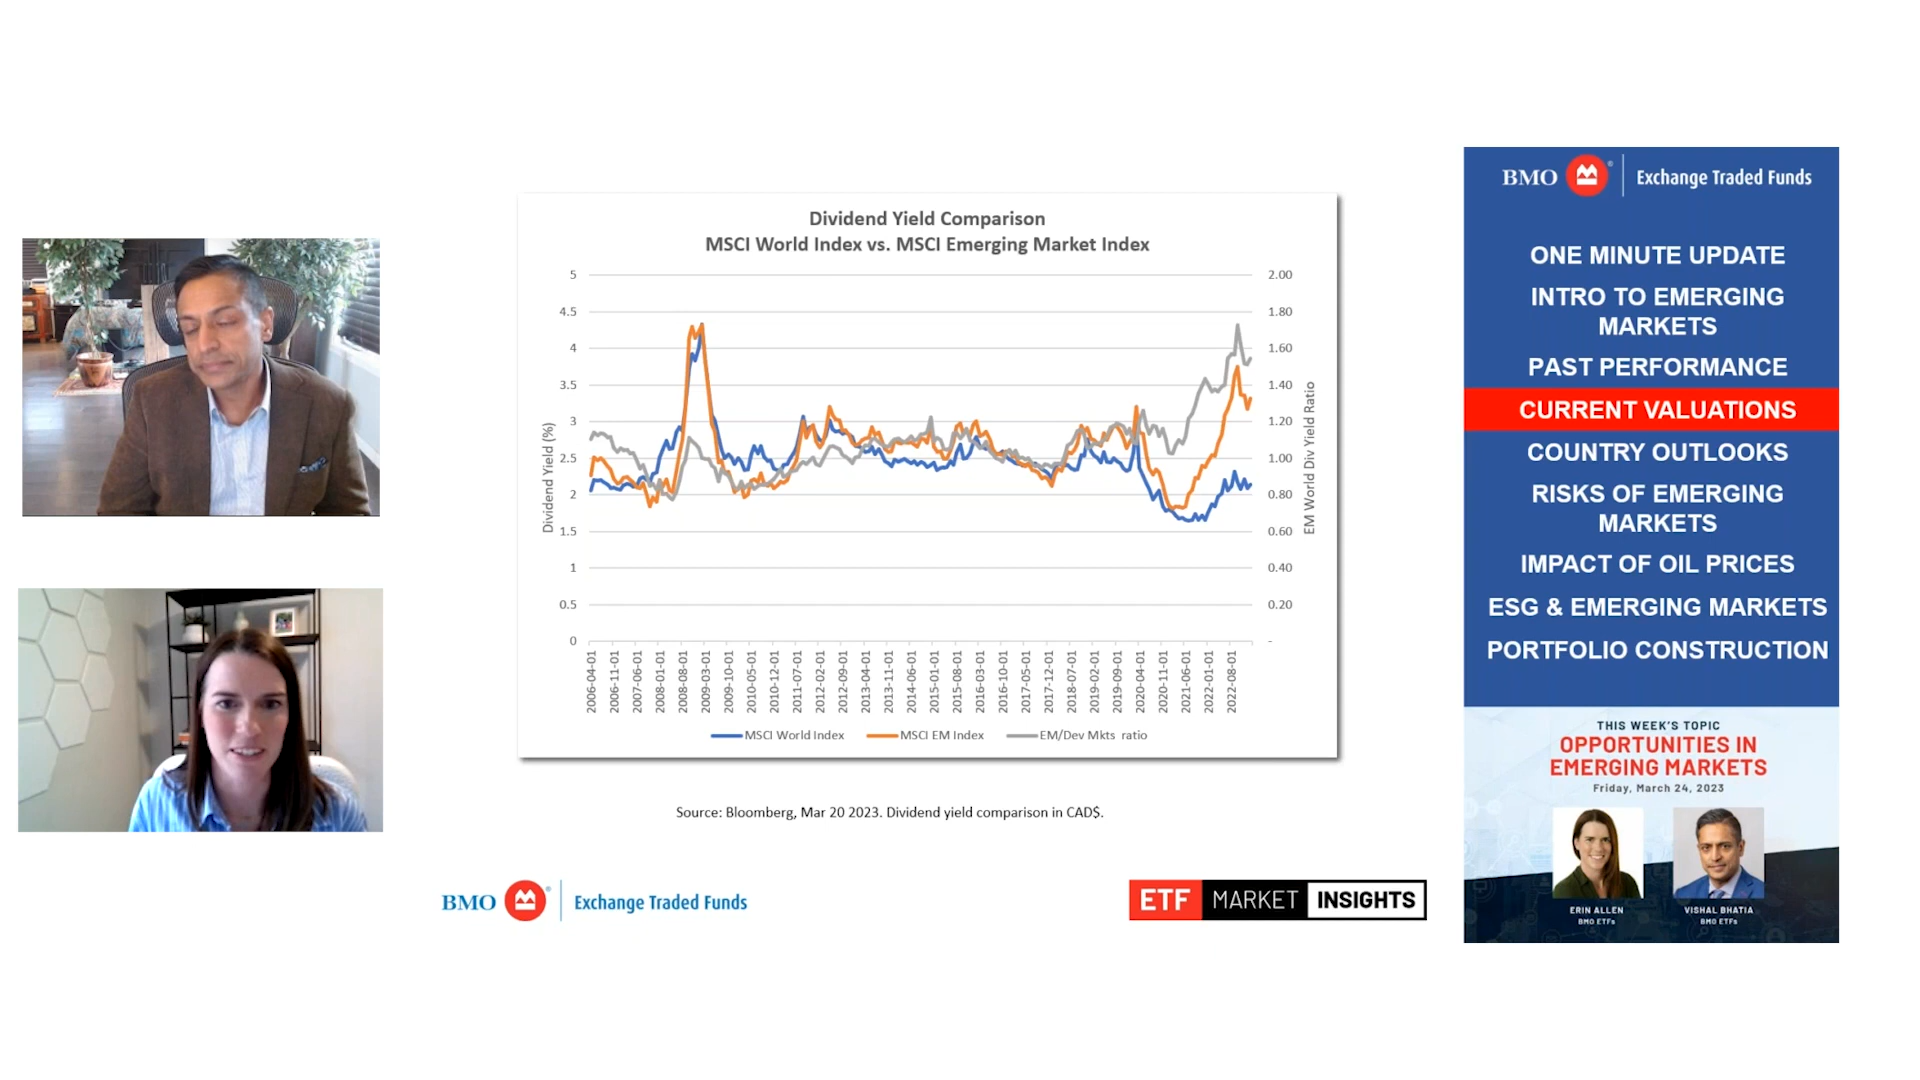 Dividend Yield Comparison
MSCI World Index vs. MSCI Emerging Market Index
5
4.5
4
3.5
3
2.5
2
1.5
1
0.5
0
Dividend Yield (%)
2.00
1.80
1.60
1.40
1.20
1.00
0.80
0.60
0.40
0.20
-
EM World Div Yield Ratio
2006-04-01
2006-11-01
2007-06-01
2008-01-01
2008-08-01
2009-03-01
2009-10-01
2010-05-01
2010-12-01
2011-07-01
2012-02-01
2012-09-01
2013-04-01
2013-11-01
2014-06-01
2015-01-01
2015-08-01
2016-03-01
2016-10-01
2017-05-01
2017-12-01
2018-07-01
2019-02-01
2019-09-01
2020-04-01
2020-11-01
2021-06-01
2022-01-01
2022-08-01
MSCI World Index
MSCI EM Index
EM/Dev Mkts ratio
Source: Bloomberg, Mar 20 2023. Dividend yield comparison in CAD$.
BMO Exchange Traded Funds
ETF MARKET INSIGHTS
BMO Exchange Traded Funds
ONE MINUTE UPDATE
INTRO TO EMERGING
MARKETS
PAST PERFORMANCE
CURRENT VALUATIONS
COUNTRY OUTLOOKS
RISKS OF EMERGING
MARKETS
IMPACT OF OIL PRICES
ESG & EMERGING MARKETS
PORTFOLIO CONSTRUCTION
THIS WEEK'S TOPIC
OPPORTUNITIES IN
EMERGING MARKETS
Friday, March 24, 2023
ERIN ALLEN
BMO ETFs
VISHAL BHATIA
BMO ETFs